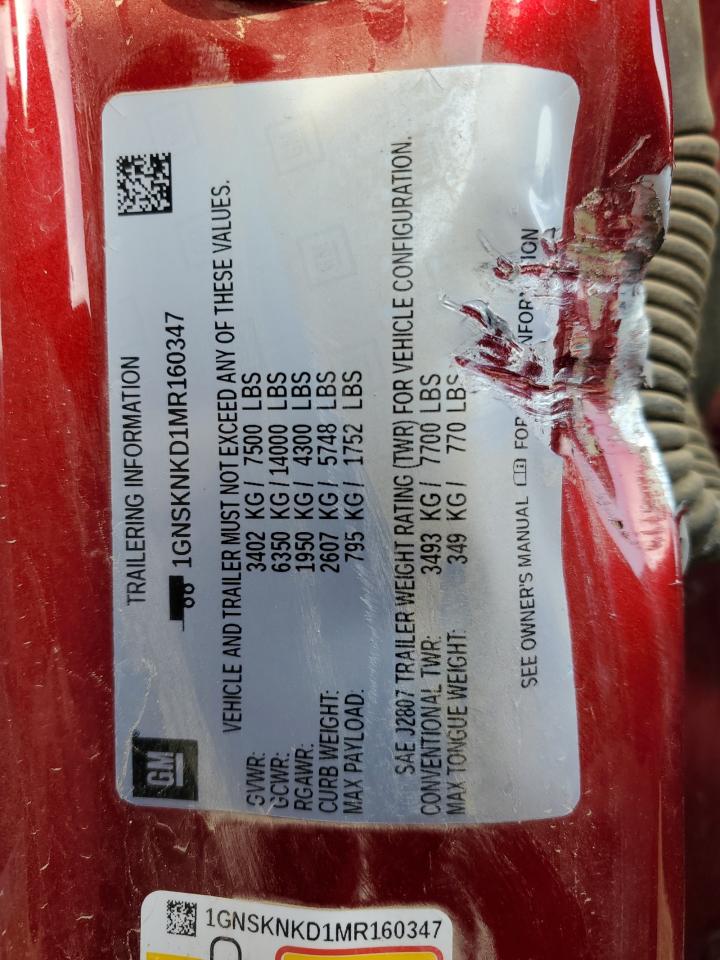 GM
TRAILERING INFORMATION
1GNSKNKD1MR160347
VEHICLE AND TRAILER MUST NOT EXCEED ANY OF THESE VALUES.
GVWR: 3402 KG / 7500 LBS
GCWR: 6350 KG / 14000 LBS
RGAWR: 1950 KG / 4300 LBS
CURB WEIGHT: 2607 KG / 5748 LBS
MAX PAYLOAD: 795 KG / 1752 LBS
SAE J2807 TRAILER WEIGHT RATING (TWR) FOR VEHICLE CONFIGURATION.
CONVENTIONAL TWR: 3493 KG / 7700 LBS
MAX TONGUE WEIGHT: 349 KG / 770 LBS
SEE OWNER'S MANUAL FOR
1GNSKNKD1MR160347